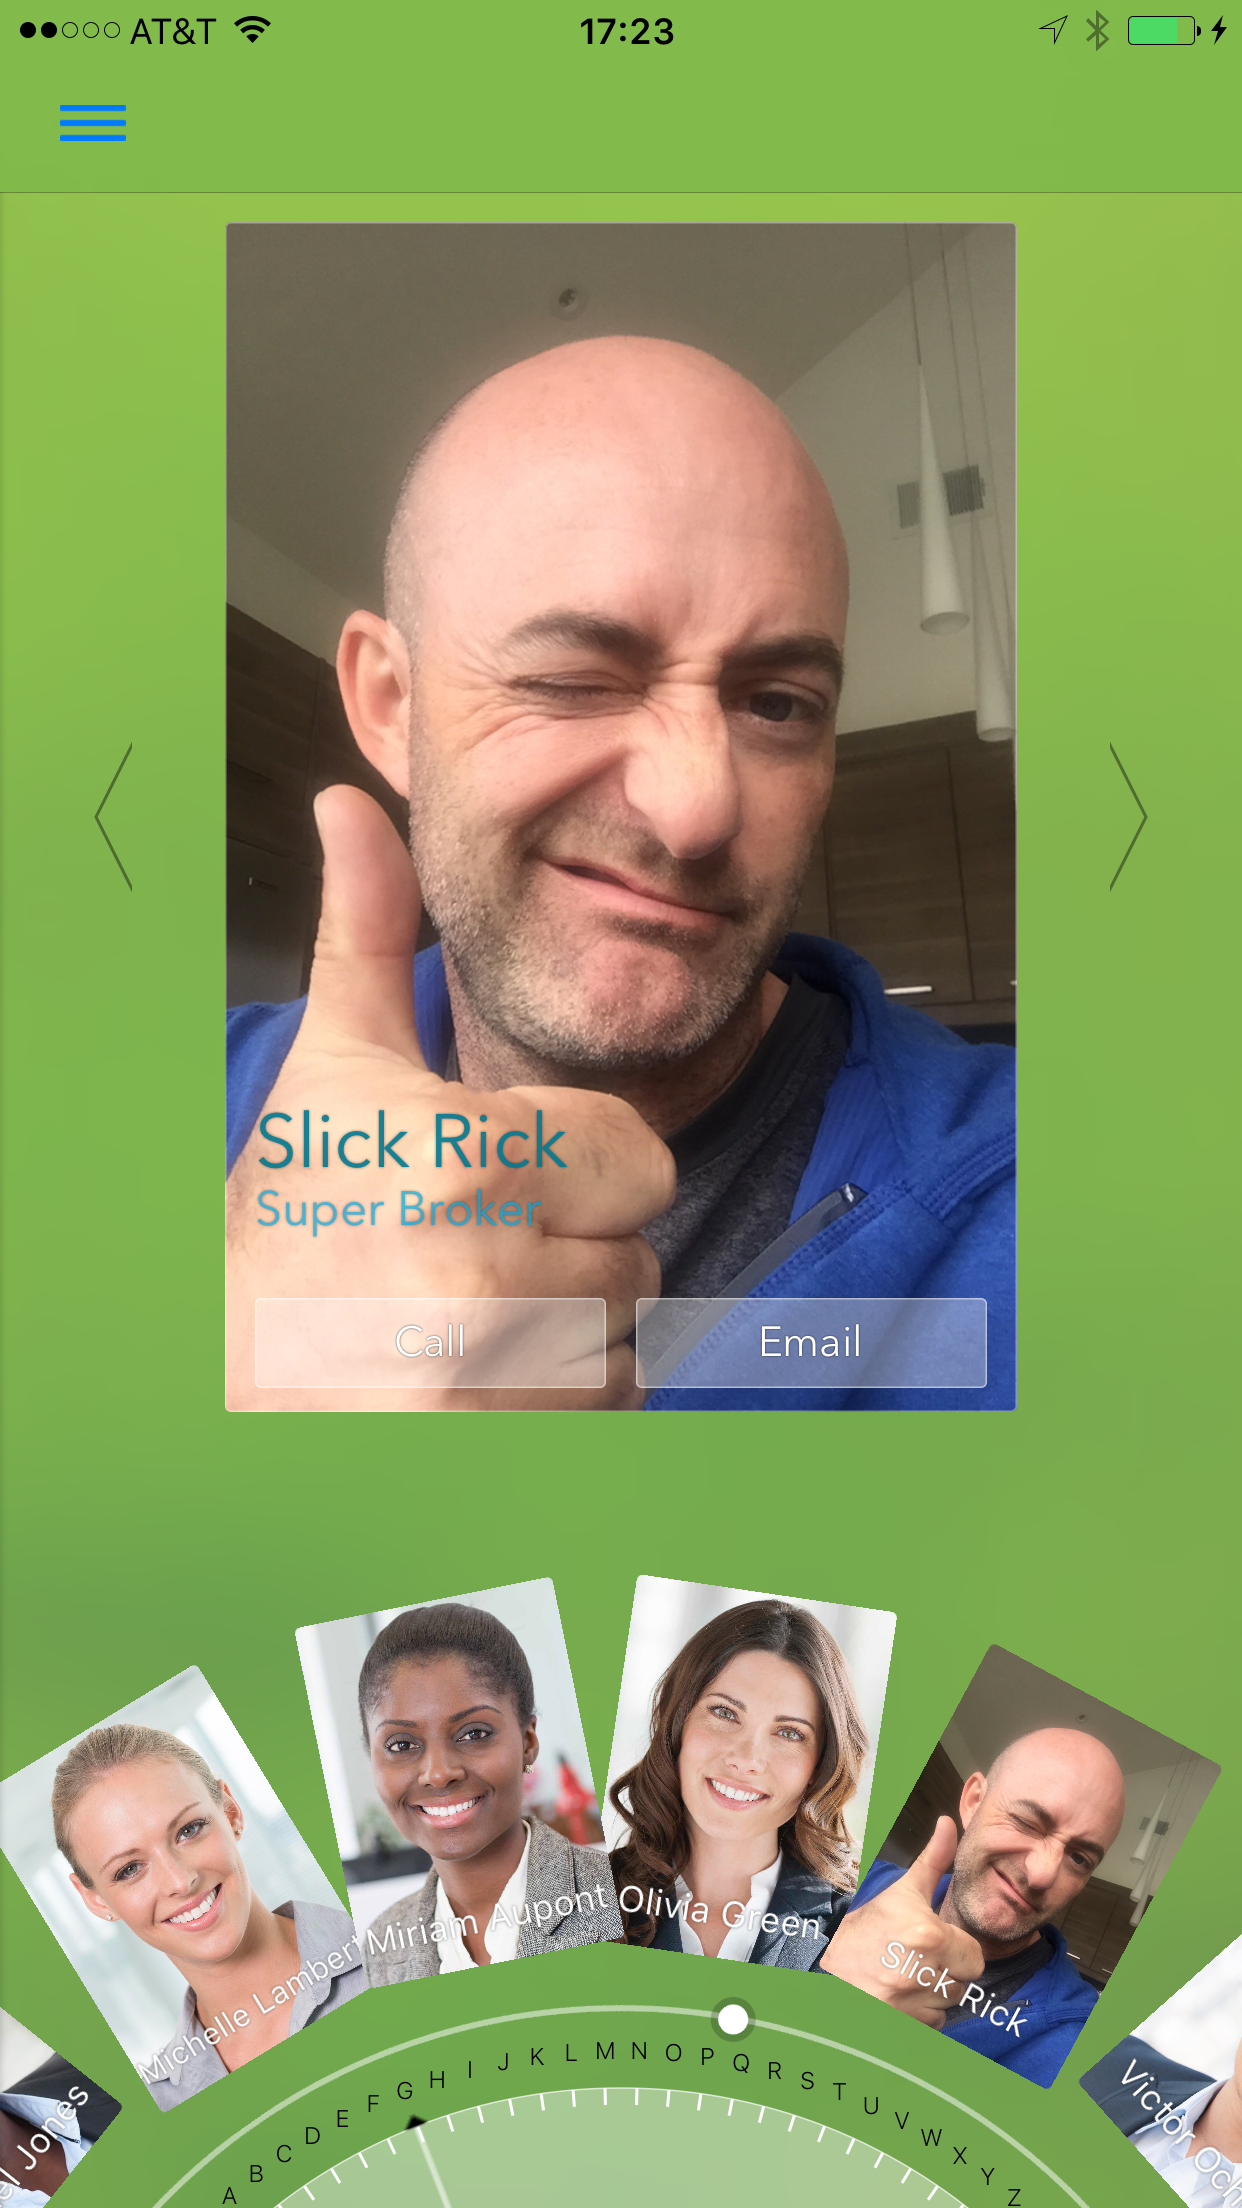 AT&T
17:23
Slick Rick
Super Broker
Call
Email
Michelle Lambert
Miriam Aupont
Olivia Green
Slick Rick
Jones
Victor
A B C D E F G H I J K L M N O P Q R S T U V W X Y Z